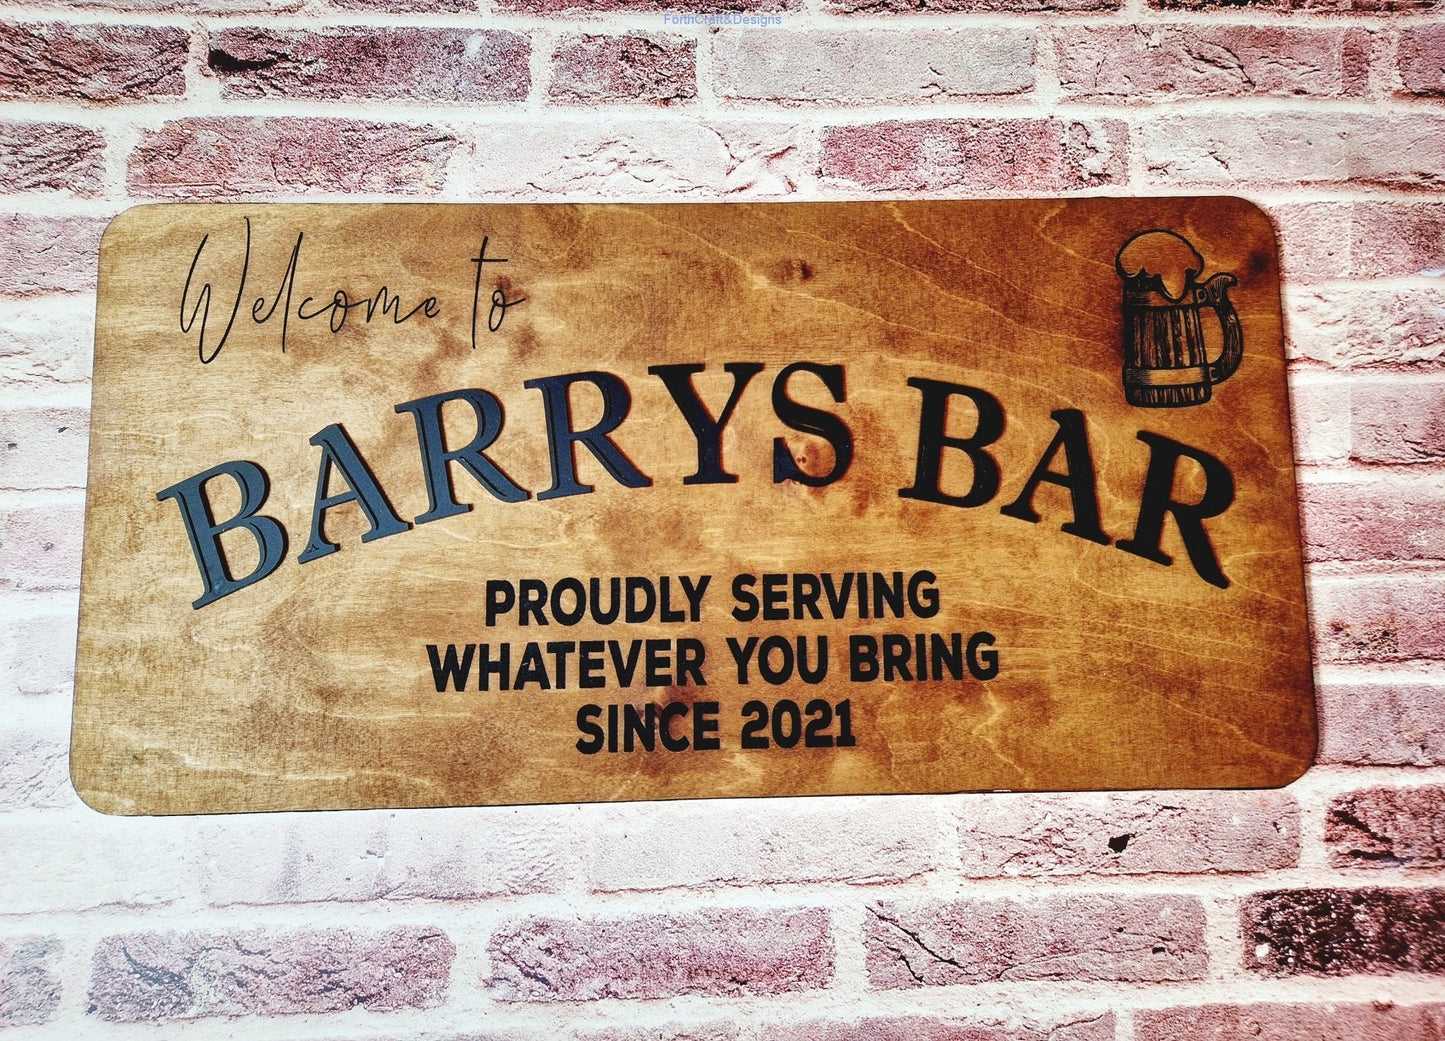 ForthCraft&Designs
Welcome to
BARRYS BAR
PROUDLY SERVING
WHATEVER YOU BRING
SINCE 2021